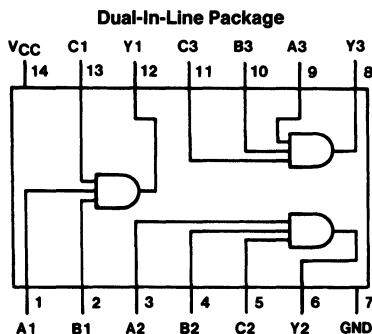 Dual-In-Line Package
VCC C1 Y1 C3 B3 A3 Y3
14 13 12 11 10 9 8
1 2 3 4 5 6 7
A1 B1 A2 B2 C2 Y2 GND